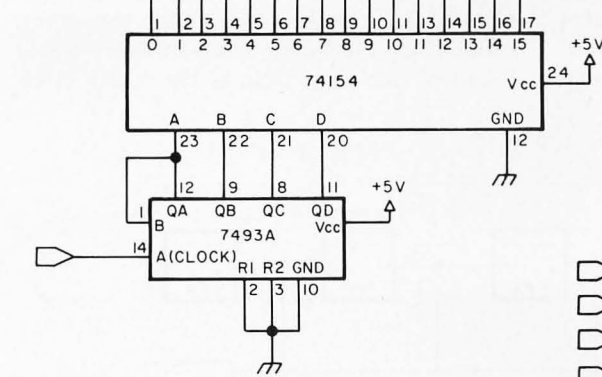 1 2 3 4 5 6 7 8 9 10 11 13 14 15 16 17
0 1 2 3 4 5 6 7 8 9 10 11 12 13 14 15
+5V
74154
24
Vcc
A B C D GND
23 22 21 20 12
12 9 8 11 +5V
1 QA QB QC QD
B 7493A Vcc
14 A(CLOCK)
R1 R2 GND
2 3 10